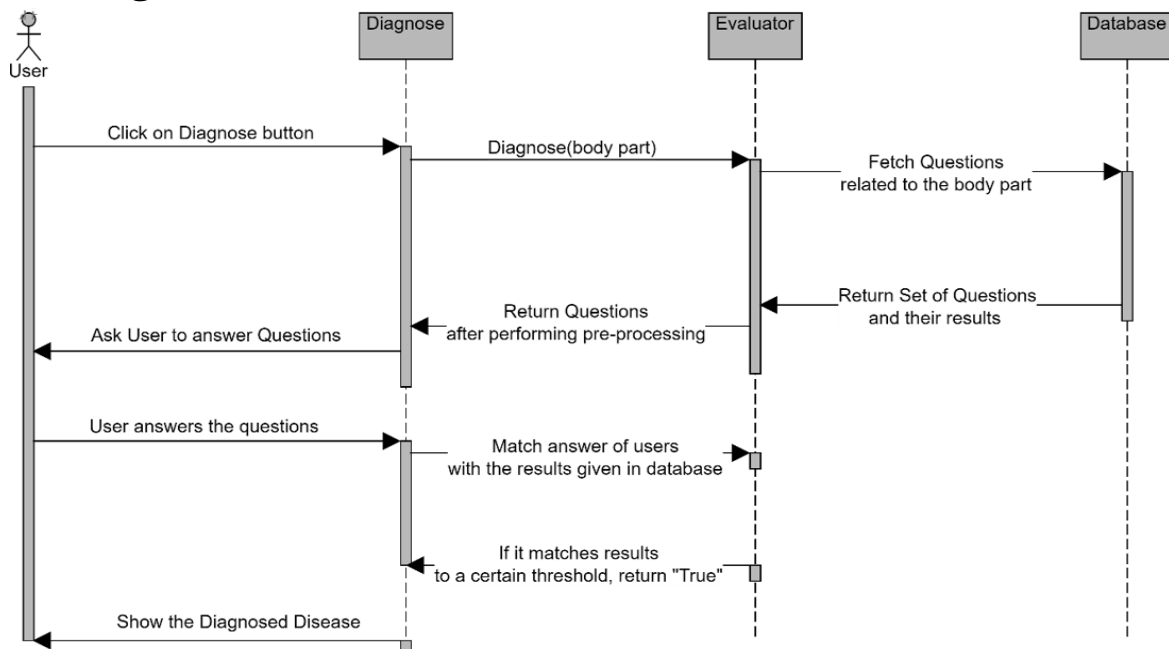 Diagnose
Evaluator
Database
User
Click on Diagnose button
Diagnose(body part)
Fetch Questions
related to the body part
Return Set of Questions
and their results
Return Questions
after performing pre-processing
Ask User to answer Questions
User answers the questions
Match answer of users
with the results given in database
If it matches results
to a certain threshold, return "True"
Show the Diagnosed Disease